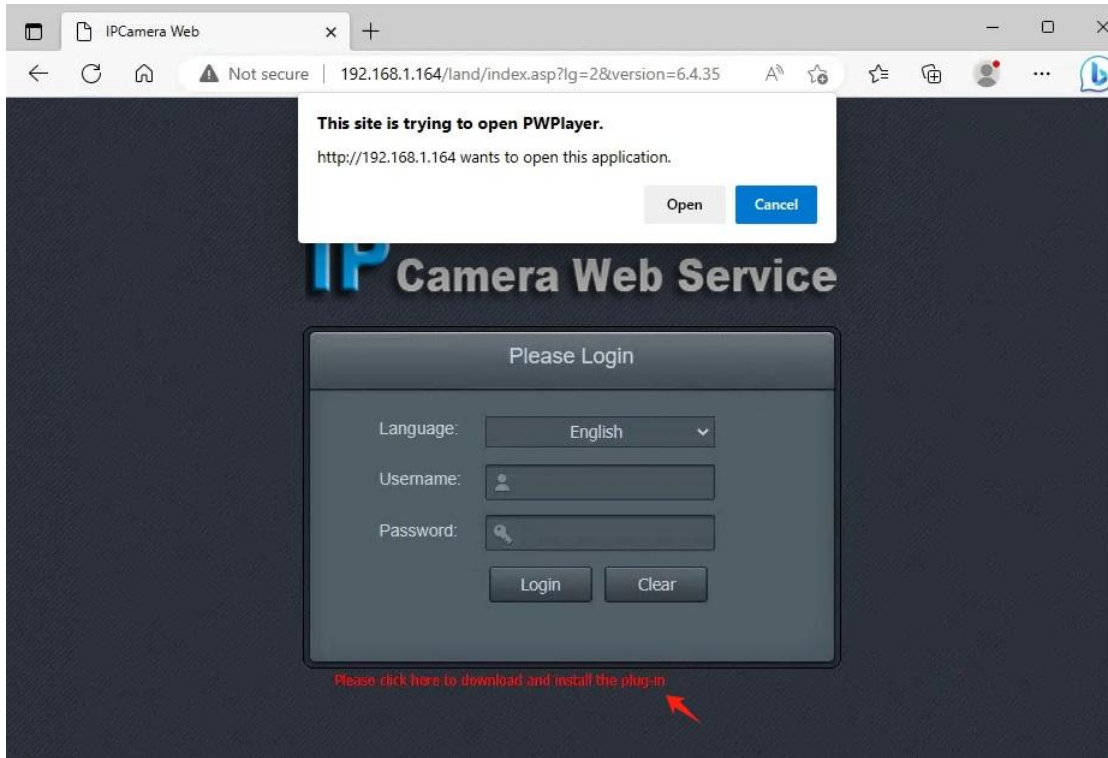 IPCamera Web
Not secure | 192.168.1.164/land/index.asp?lg=2&version=6.4.35
This site is trying to open PWPlayer.
http://192.168.1.164 wants to open this application.
Open Cancel
IP Camera Web Service
Please Login
Language: English
Username:
Password:
Login Clear
Please click here to download and install the plug-in